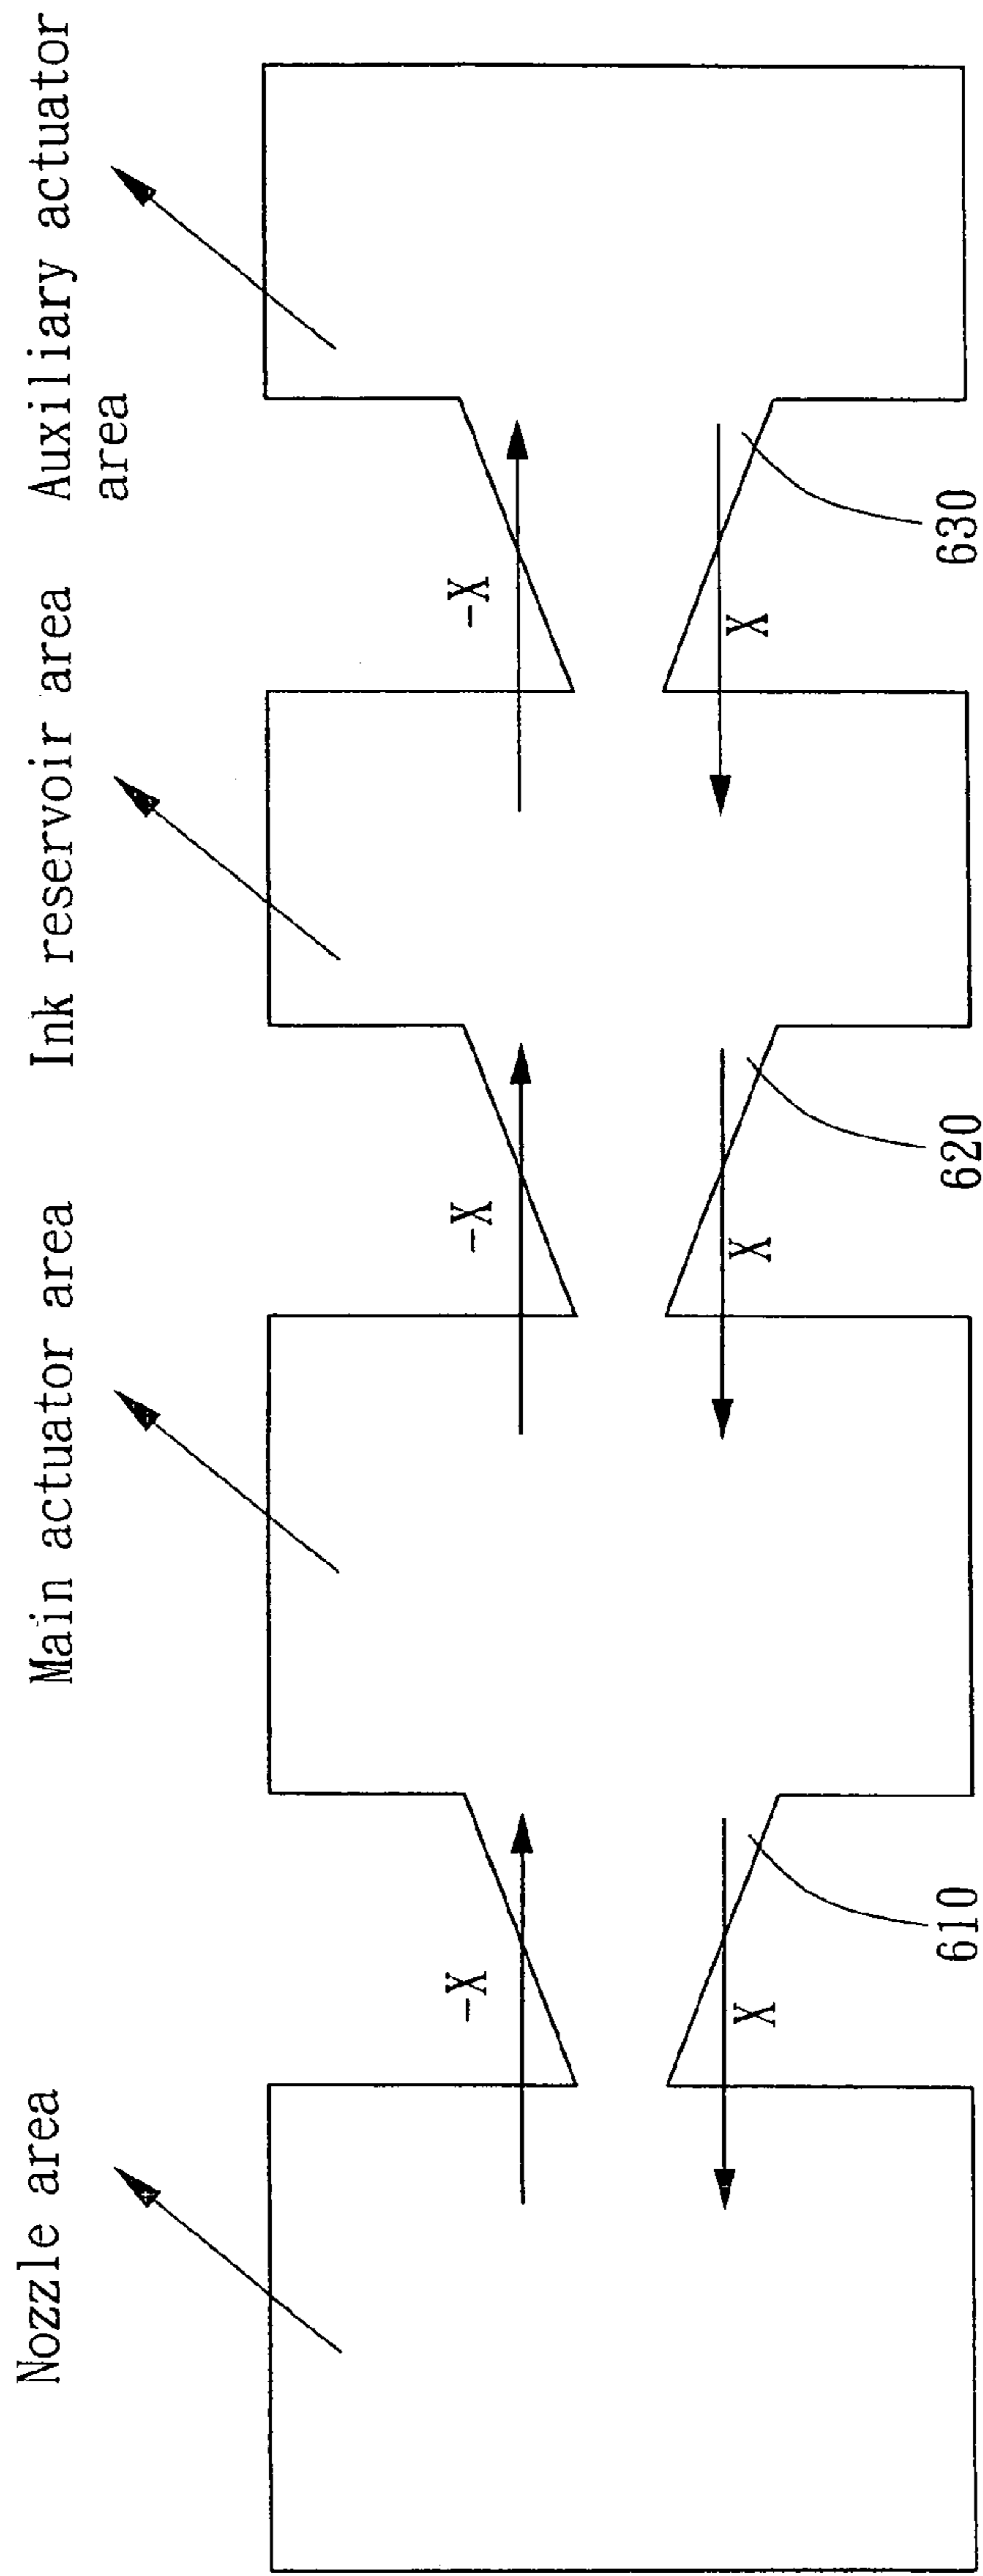 Nozzle area
Main actuator area
Ink reservoir area
Auxiliary actuator
area
-X
-X
-X
X
X
X
610
620
630